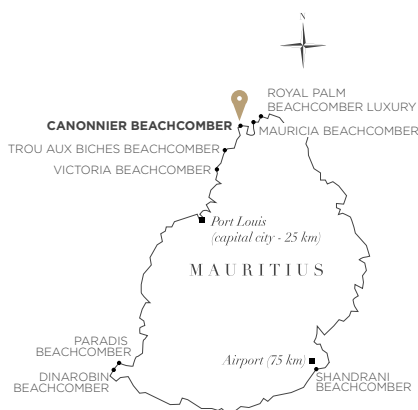 N
ROYAL PALM
BEACHCOMBER LUXURY
CANONNIER BEACHCOMBER
MAURICIA BEACHCOMBER
TROU AUX BICHES BEACHCOMBER
VICTORIA BEACHCOMBER
Port Louis
(capital city - 25 km)
MAURITIUS
PARADIS
BEACHCOMBER
Airport (75 km)
DINAROBIN
BEACHCOMBER
SHANDRANI
BEACHCOMBER